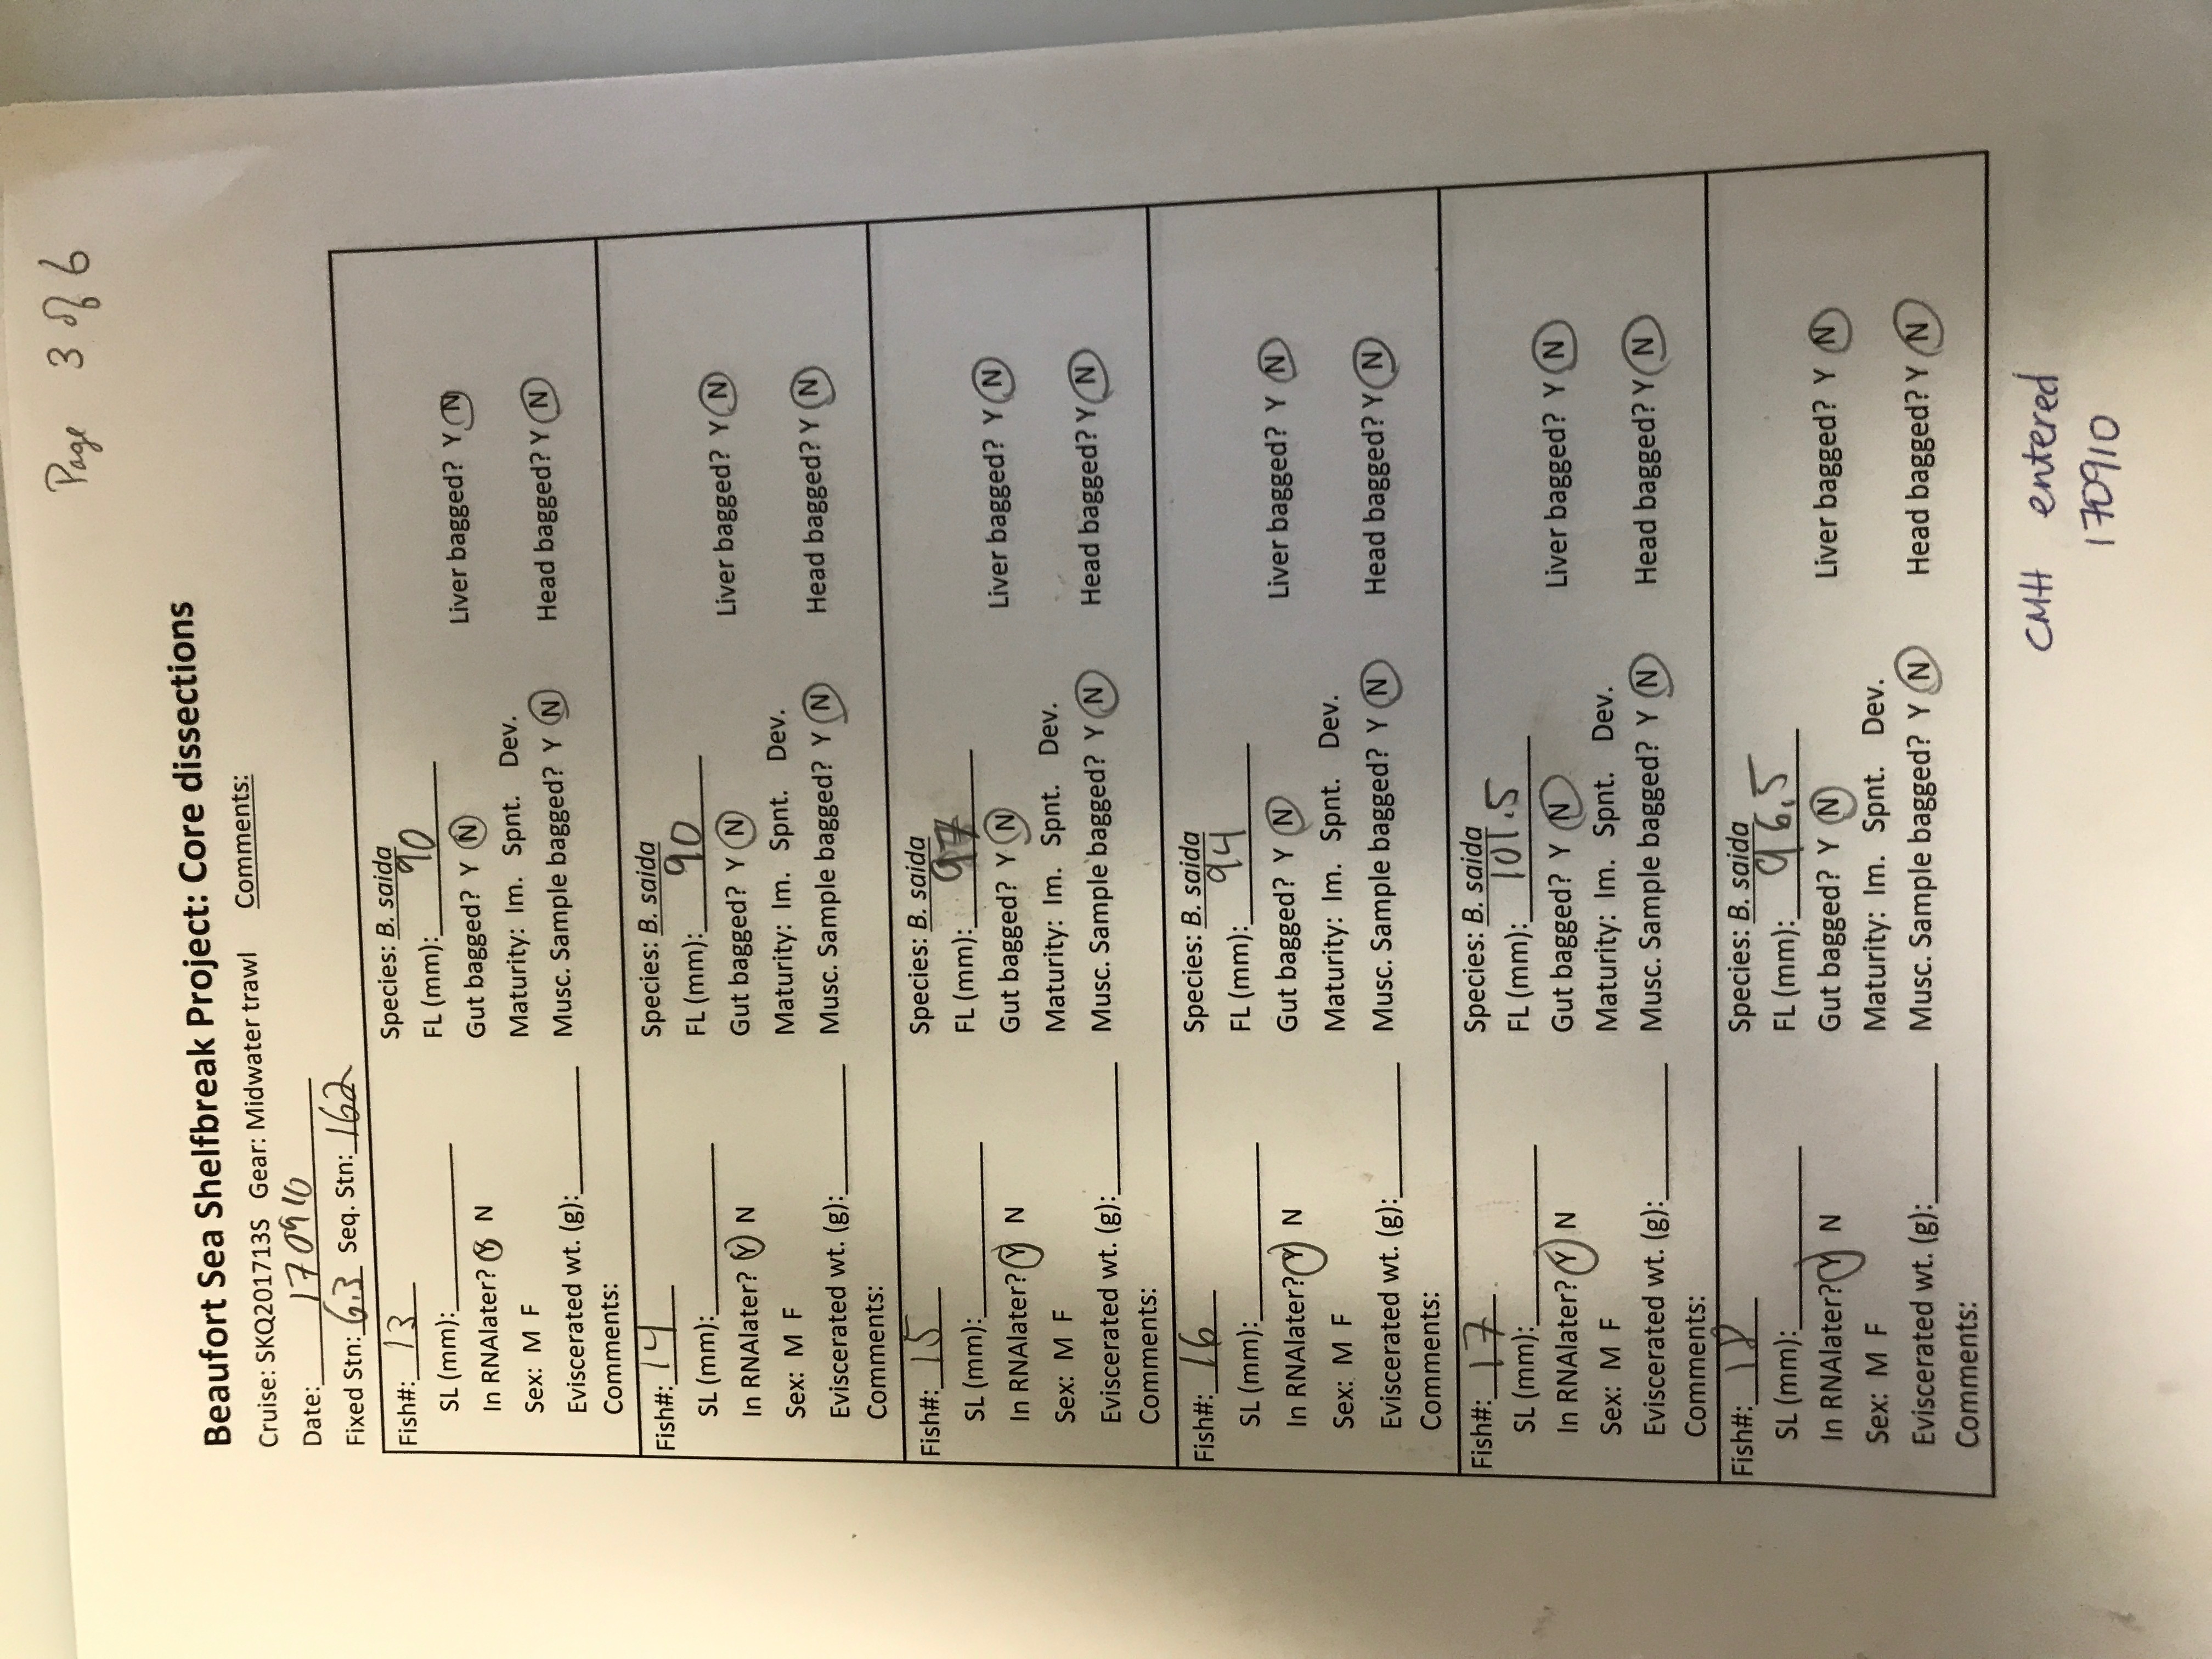 Page 3 of 6
Beaufort Sea Shelfbreak Project: Core dissections
Cruise: SKQ201713S Gear: Midwater trawl Comments:
Date: 170910
Fixed Stn: 6.3 Seq. Stn: 162
Fish#: 13 Species: B. saida
SL (mm): FL (mm): 90
In RNAlater? Y N Gut bagged? Y N Liver bagged? Y N
Sex: M F Maturity: Im. Spnt. Dev.
Eviscerated wt. (g): Musc. Sample bagged? Y N Head bagged? Y N
Comments:
Fish#: 14 Species: B. saida
SL (mm): FL (mm): 90
In RNAlater? Y N Gut bagged? Y N Liver bagged? Y N
Sex: M F Maturity: Im. Spnt. Dev.
Eviscerated wt. (g): Musc. Sample bagged? Y N Head bagged? Y N
Comments:
Fish#: 15 Species: B. saida
SL (mm): FL (mm):
In RNAlater? Y N Gut bagged? Y N Liver bagged? Y N
Sex: M F Maturity: Im. Spnt. Dev.
Eviscerated wt. (g): Musc. Sample bagged? Y N Head bagged? Y N
Comments:
Fish#: 16 Species: B. saida
SL (mm): FL (mm): 94
In RNAlater? Y N Gut bagged? Y N Liver bagged? Y N
Sex: M F Maturity: Im. Spnt. Dev.
Eviscerated wt. (g): Musc. Sample bagged? Y N Head bagged? Y N
Comments:
Fish#: 17 Species: B. saida
SL (mm): FL (mm): 101.5
In RNAlater? Y N Gut bagged? Y N Liver bagged? Y N
Sex: M F Maturity: Im. Spnt. Dev.
Eviscerated wt. (g): Musc. Sample bagged? Y N Head bagged? Y N
Comments:
Fish#: 18 Species: B. saida
SL (mm): FL (mm): 96.5
In RNAlater? Y N Gut bagged? Y N Liver bagged? Y N
Sex: M F Maturity: Im. Spnt. Dev.
Eviscerated wt. (g): Musc. Sample bagged? Y N Head bagged? Y N
Comments:
CMH entered
170910